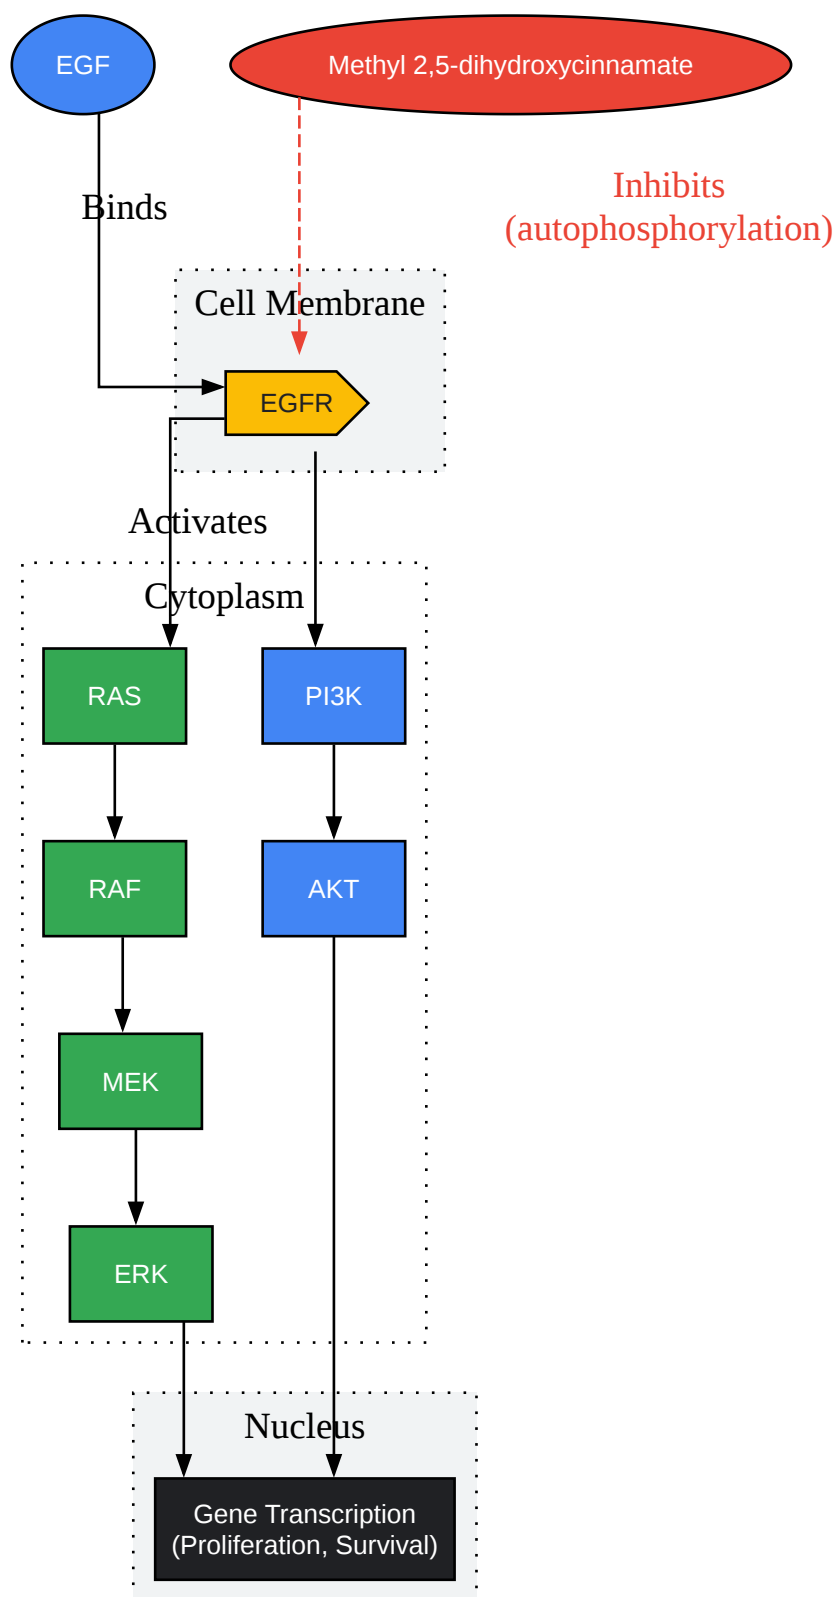 EGF
Methyl 2,5-dihydroxycinnamate
Binds
Inhibits
(autophosphorylation)
Cell Membrane
EGFR
Activates
Cytoplasm
RAS
PI3K
RAF
AKT
MEK
ERK
Nucleus
Gene Transcription
(Proliferation, Survival)